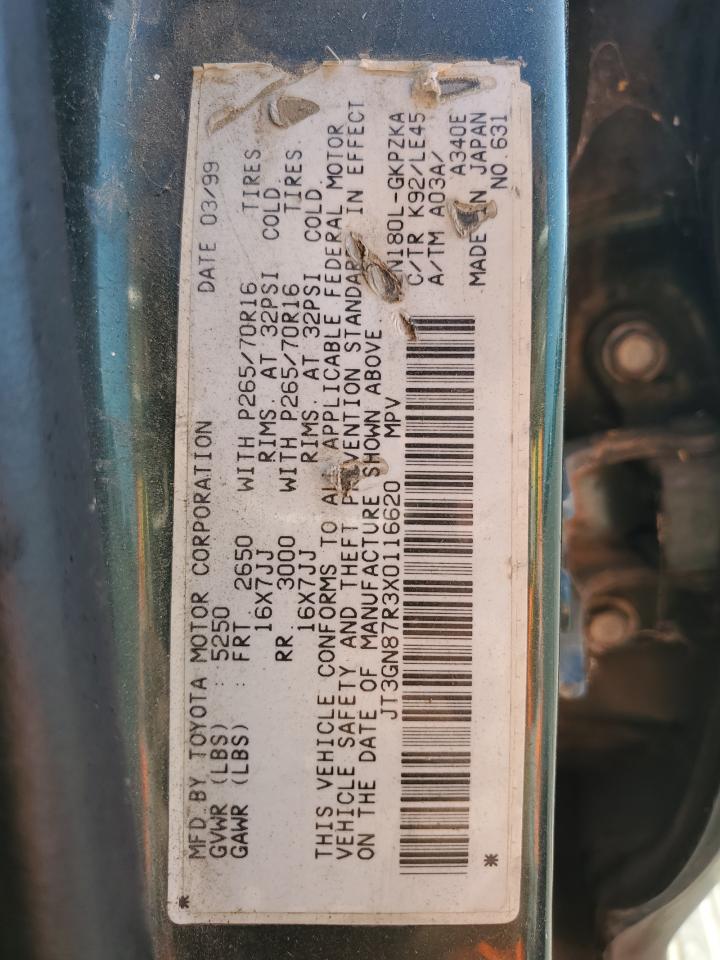 MFD BY TOYOTA MOTOR CORPORATION DATE 03/99
GVWR (LBS) : 5250
GAWR (LBS) : FRT 2650 WITH P265/70R16 TIRES
16X7JJ RIMS. AT 32PSI COLD.
RR. 3000 WITH P265/70R16 TIRES
16X7JJ RIMS. AT 32PSI COLD.
THIS VEHICLE CONFORMS TO APPLICABLE FEDERAL MOTOR
VEHICLE SAFETY AND THEFT STANDAR IN EFFECT
ON THE DATE OF MANUFACTURE SHOWN ABOVE
JT3GN87R3X0116620 MPV
N180L-GKPZKA
C/TR K92/LE45
A/TM A03A/
A340E
MADE IN JAPAN
NO.631